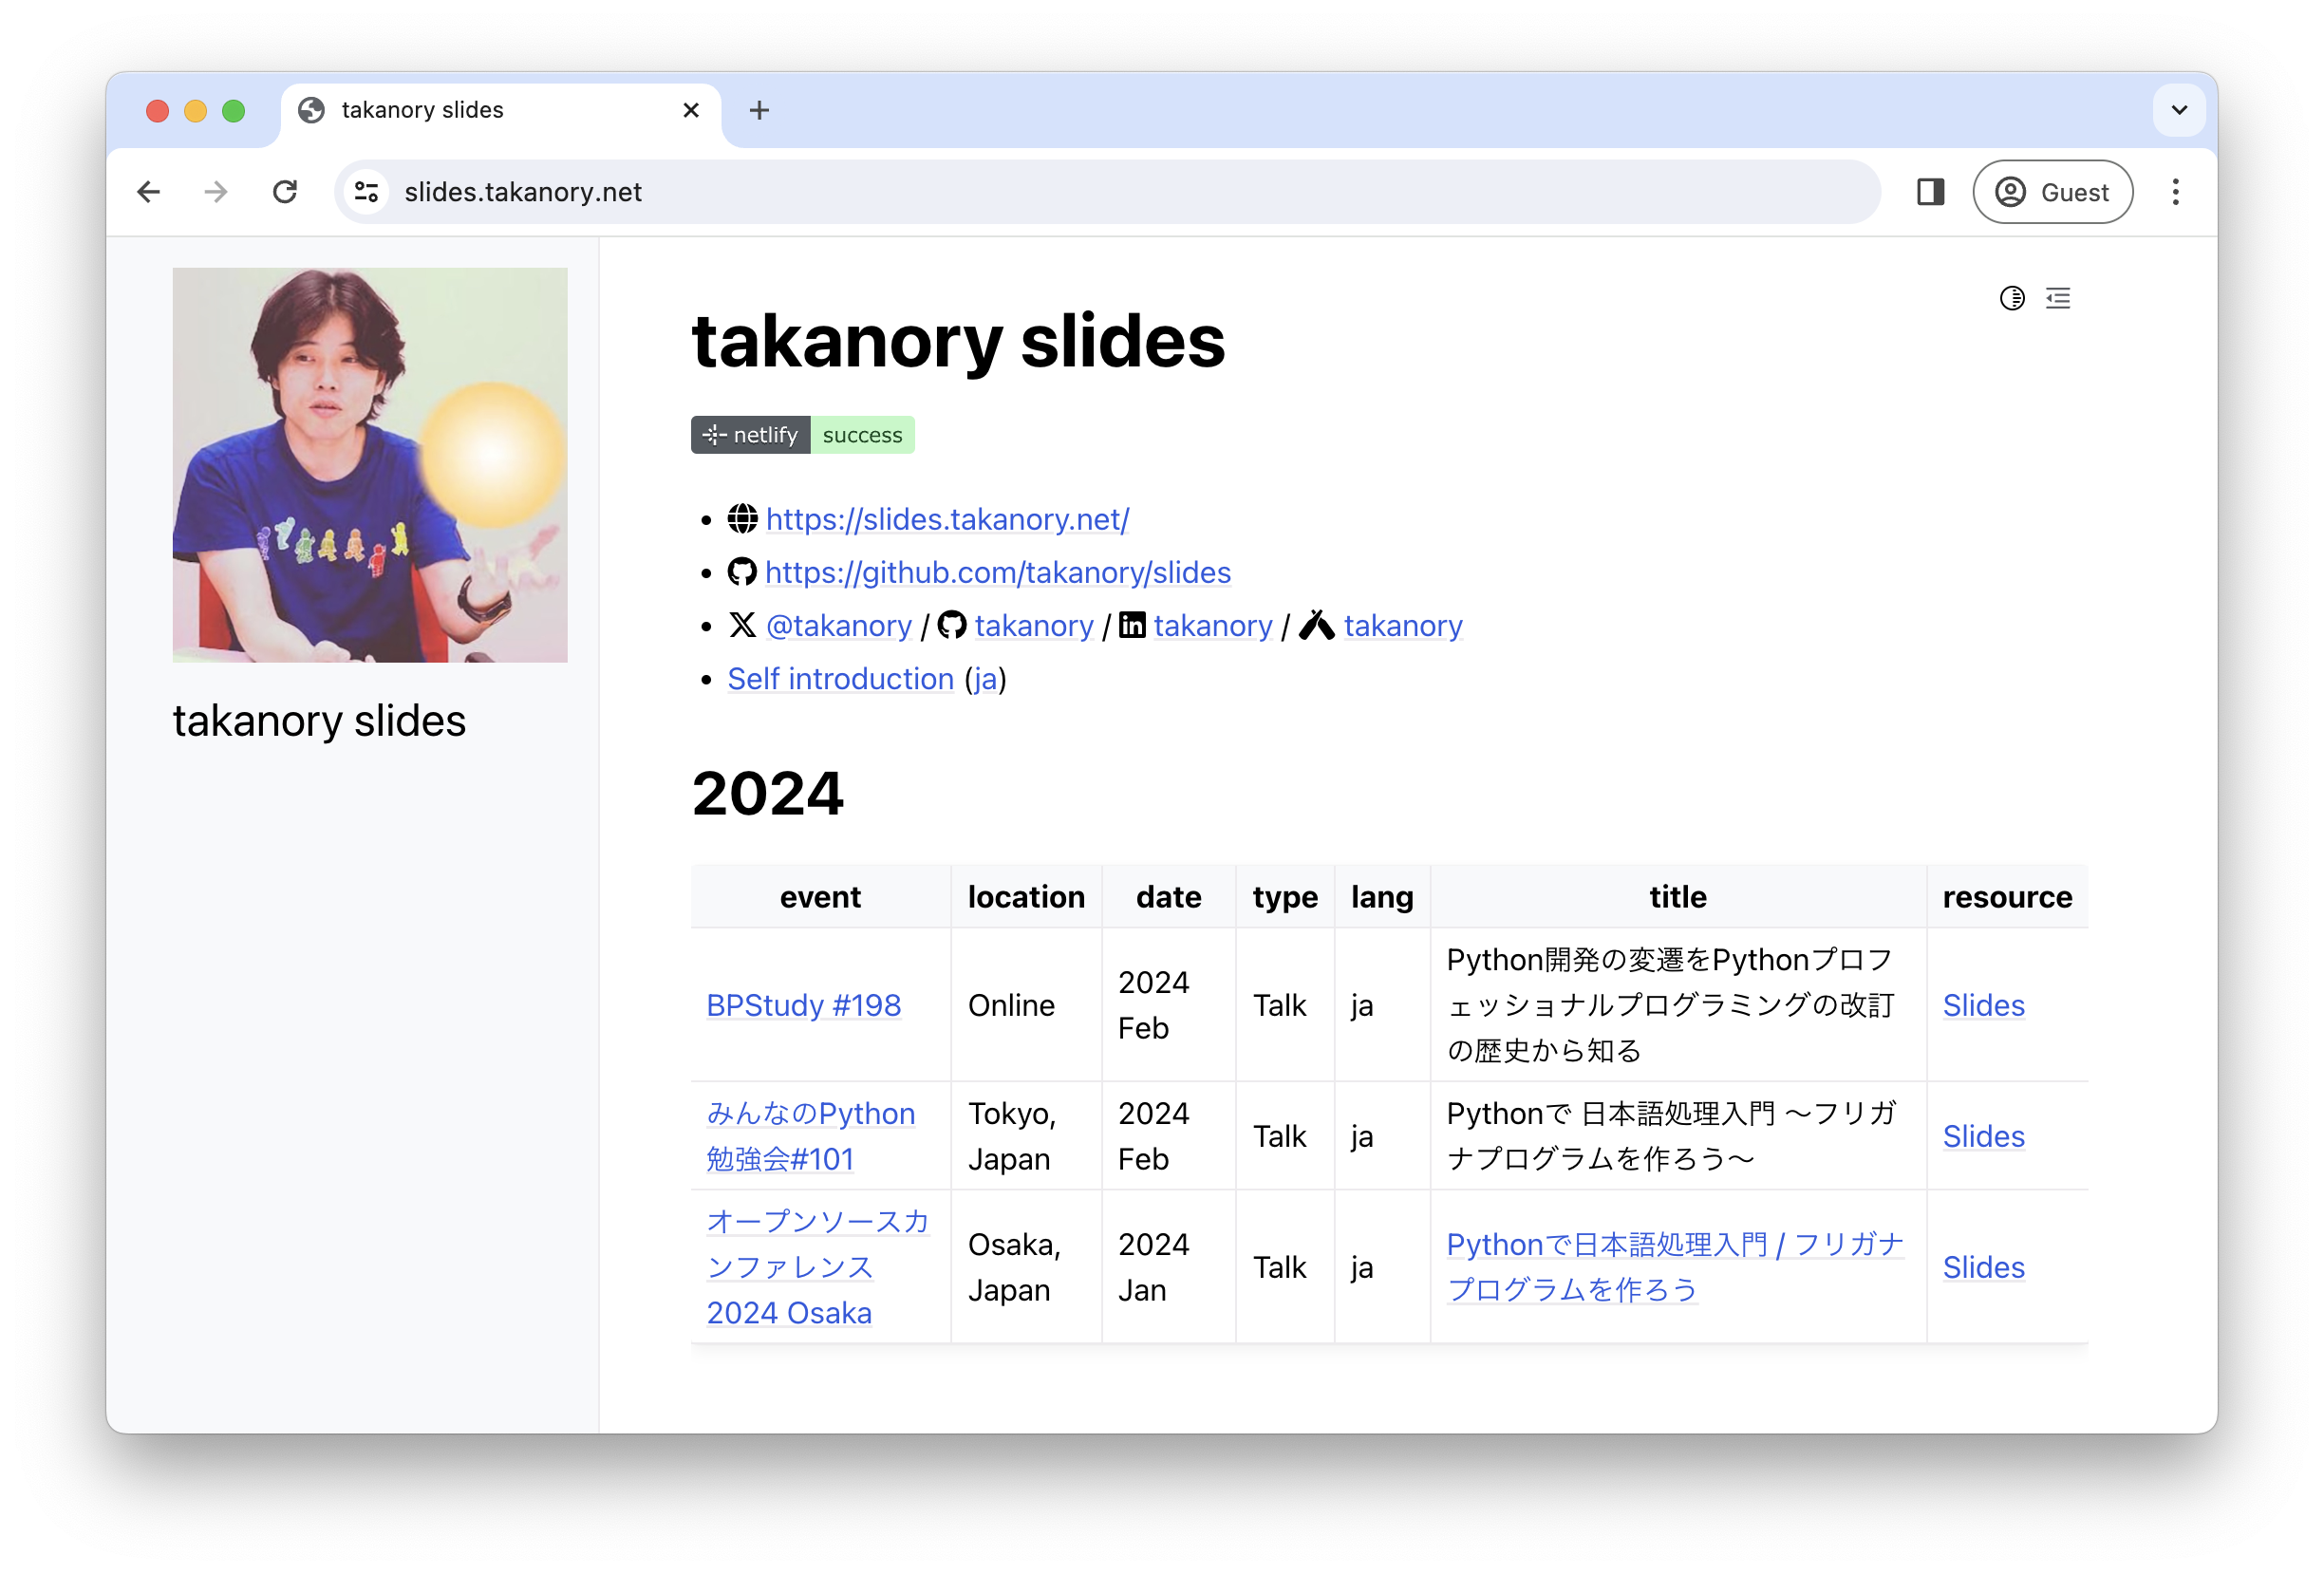 takanory slides
slides.takanory.net
Guest
takanory slides
takanory slides
netlify success
https://slides.takanory.net/
https://github.com/takanory/slides
@takanory / takanory / takanory / takanory
Self introduction (ja)
2024
event location date type lang title resource
BPStudy #198
Online
2024
Feb
Talk
ja
Python開発の変遷をPythonプロフ
ェッショナルプログラミングの改訂
の歴史から知る
Slides
みんなのPython
勉強会#101
Tokyo,
Japan
2024
Feb
Talk
ja
Pythonで 日本語処理入門 〜フリガ
ナプログラムを作ろう〜
Slides
オープンソースカ
ンファレンス
2024 Osaka
Osaka,
Japan
2024
Jan
Talk
ja
Pythonで日本語処理入門 / フリガナ
プログラムを作ろう
Slides